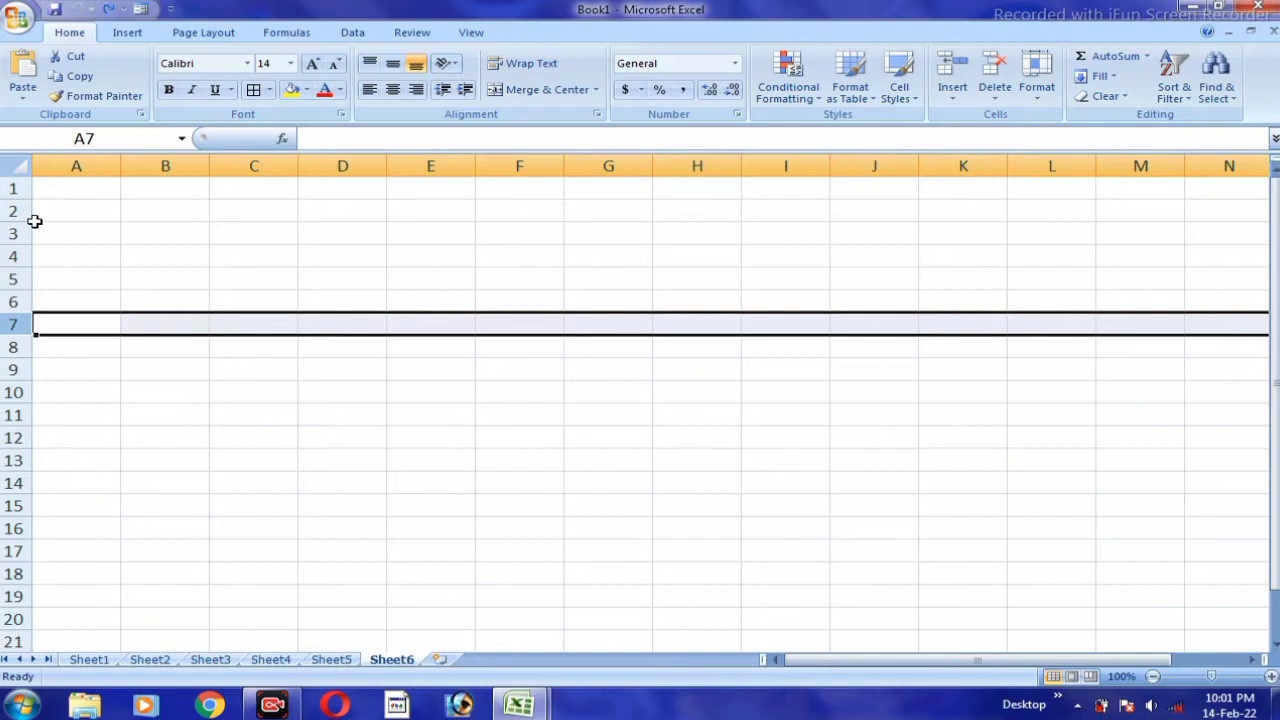 Book1 - Microsoft Excel
Recorded with iFun Screen Recorder
Home Insert Page Layout Formulas Data Review View
Paste
Cut
Copy
Format Painter
Clipboard
Calibri 14
B I U
Font
Wrap Text
Merge & Center
Alignment
General
$ % ,
Number
Conditional Formatting
Format as Table
Cell Styles
Styles
Insert
Delete
Format
Cells
Σ AutoSum
Fill
Clear
Sort & Filter
Find & Select
Editing
A7 fx
A B C D E F G H I J K L M N
1
2
3
4
5
6
7
8
9
10
11
12
13
14
15
16
17
18
19
20
21
Sheet1 Sheet2 Sheet3 Sheet4 Sheet5 Sheet6
Ready 100%
Desktop
10:01 PM
14-Feb-22